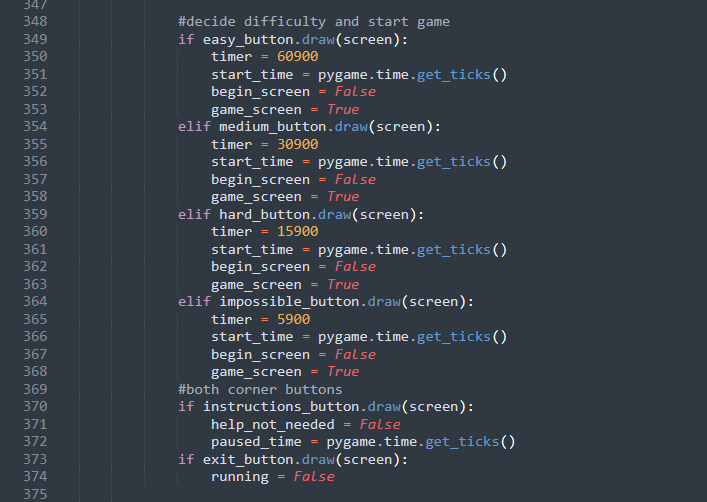 347
348 #decide difficulty and start game
349 if easy_button.draw(screen):
350 timer = 60900
351 start_time = pygame.time.get_ticks()
352 begin_screen = False
353 game_screen = True
354 elif medium_button.draw(screen):
355 timer = 30900
356 start_time = pygame.time.get_ticks()
357 begin_screen = False
358 game_screen = True
359 elif hard_button.draw(screen):
360 timer = 15900
361 start_time = pygame.time.get_ticks()
362 begin_screen = False
363 game_screen = True
364 elif impossible_button.draw(screen):
365 timer = 5900
366 start_time = pygame.time.get_ticks()
367 begin_screen = False
368 game_screen = True
369 #both corner buttons
370 if instructions_button.draw(screen):
371 help_not_needed = False
372 paused_time = pygame.time.get_ticks()
373 if exit_button.draw(screen):
374 running = False
375